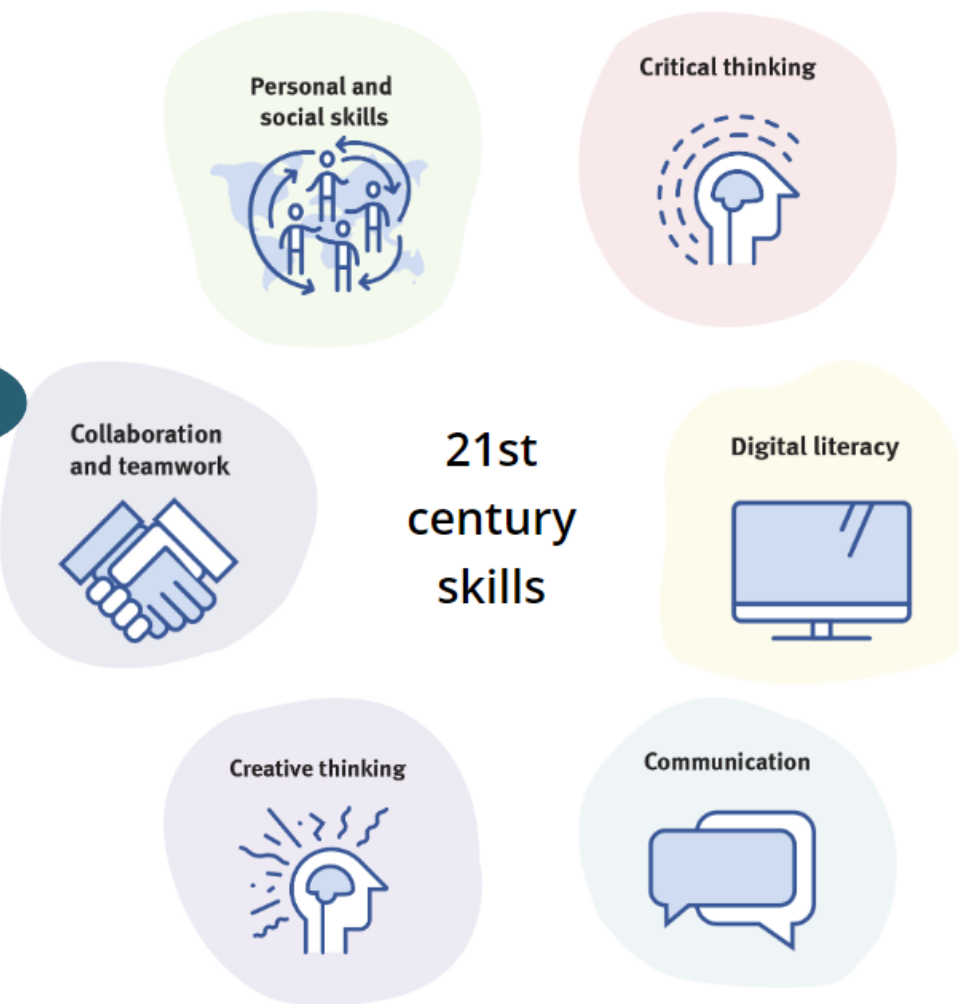 Personal and
social skills
Critical thinking
Collaboration
and teamwork
21st
century
skills
Digital literacy
Creative thinking
Communication